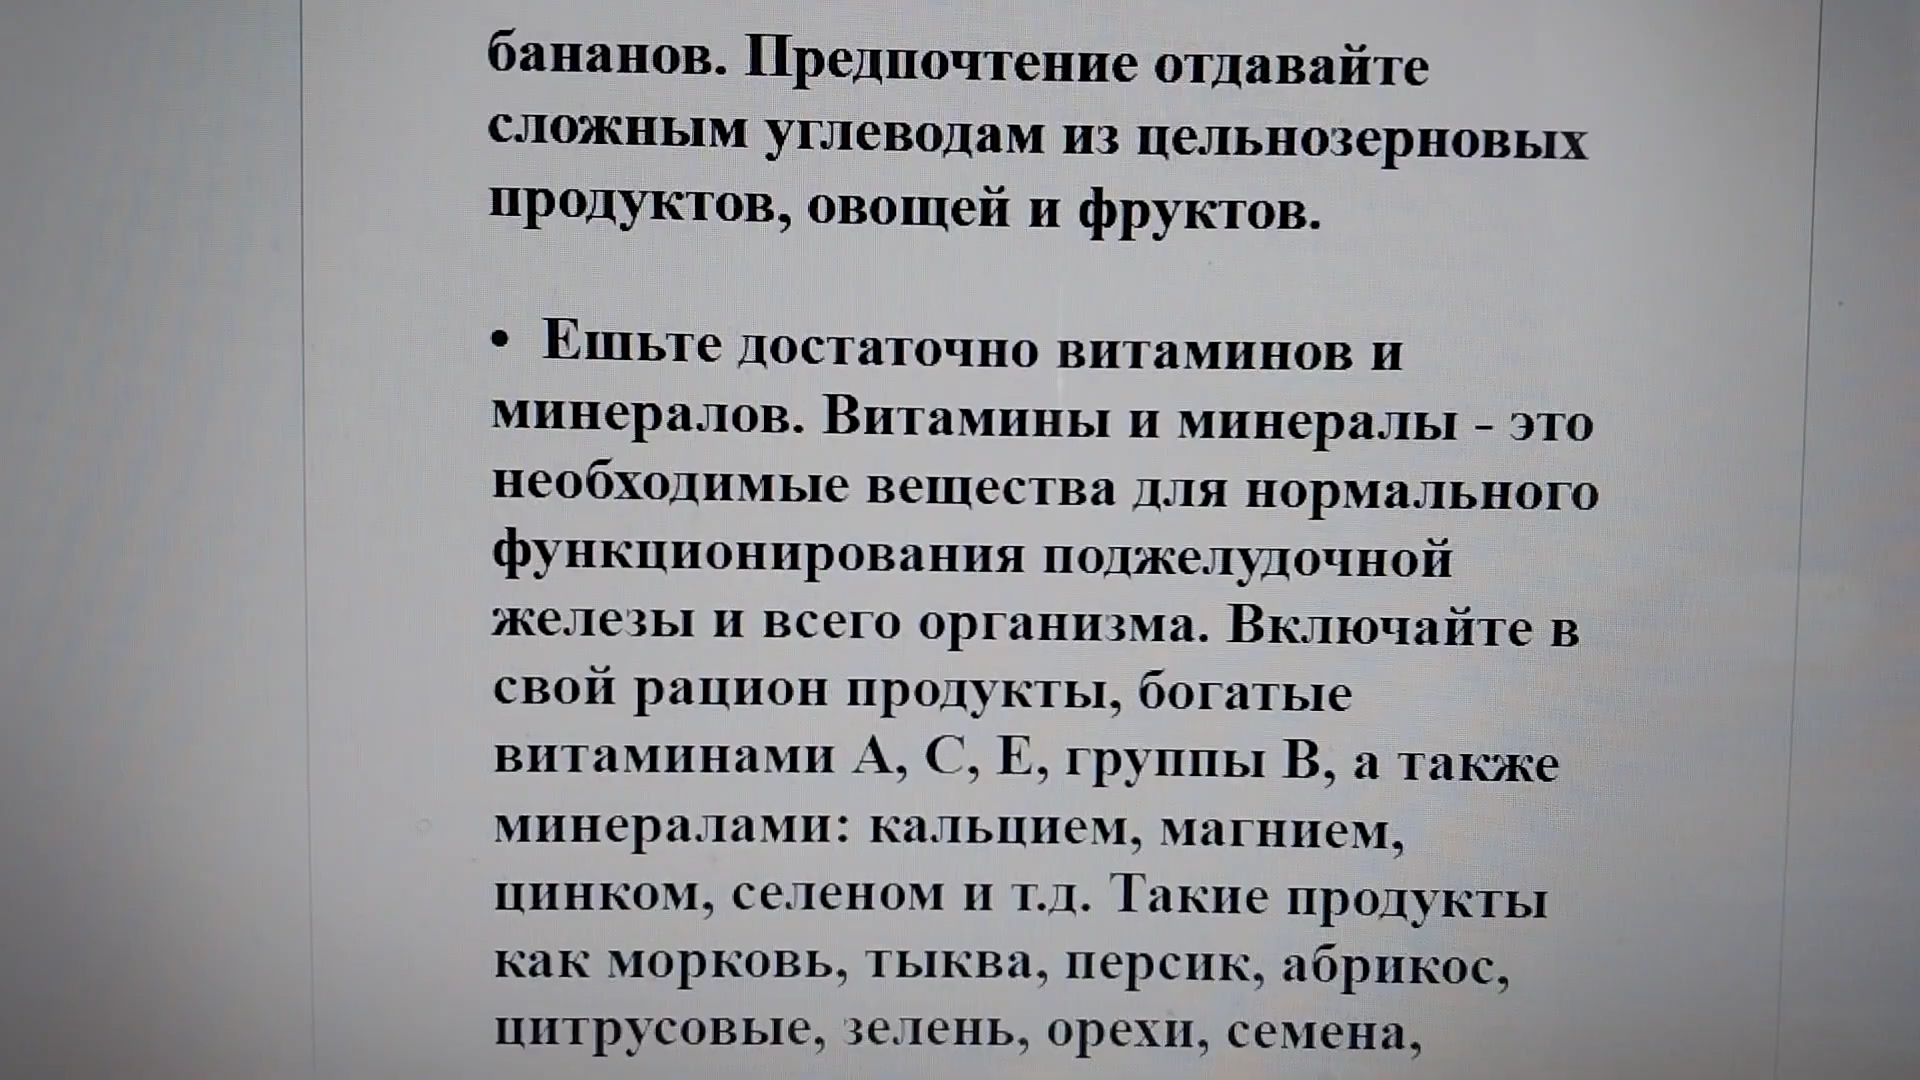 бананов. Предпочтение отдавайте
сложным углеводам из цельнозерновых
продуктов, овощей и фруктов.
• Ешьте достаточно витаминов и
минералов. Витамины и минералы - это
необходимые вещества для нормального
функционирования поджелудочной
железы и всего организма. Включайте в
свой рацион продукты, богатые
витаминами А, С, Е, группы В, а также
минералами: кальцием, магнием,
цинком, селеном и т.д. Такие продукты
как морковь, тыква, персик, абрикос,
цитрусовые, зелень, орехи, семена,